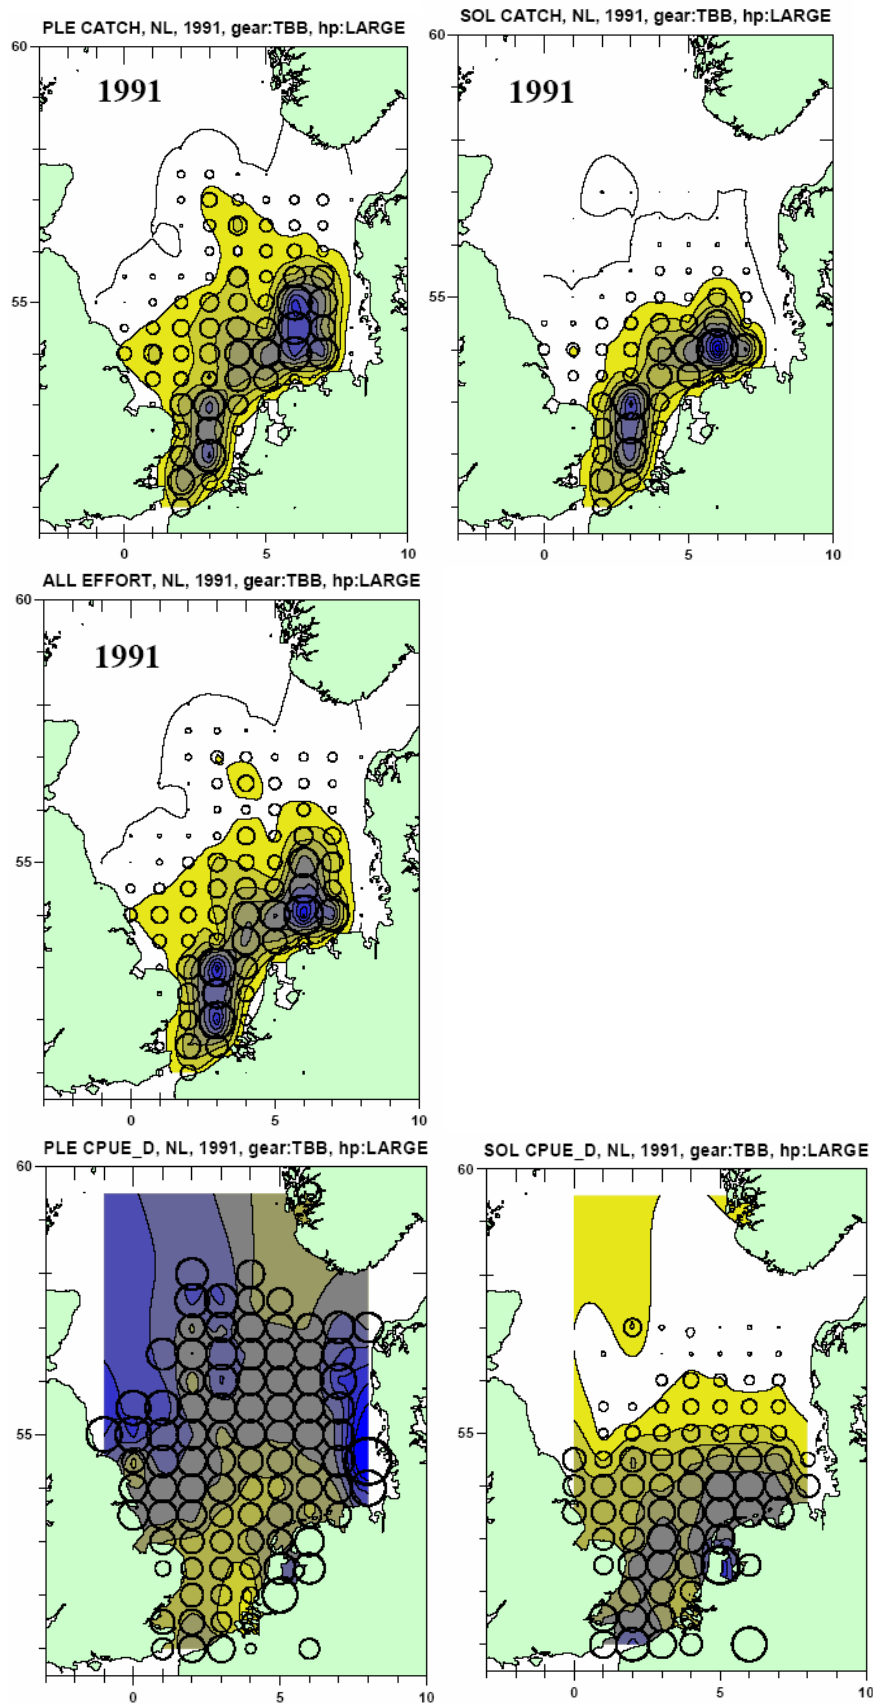 PLE CATCH, NL, 1991, gear:TBB, hp:LARGE
60
1991
55
0 5 10
SOL CATCH, NL, 1991, gear:TBB, hp:LARGE
60
1991
55
0 5 10
ALL EFFORT, NL, 1991, gear:TBB, hp:LARGE
60
1991
55
0 5 10
PLE CPUE_D, NL, 1991, gear:TBB, hp:LARGE
60
55
0 5 10
SOL CPUE_D, NL, 1991, gear:TBB, hp:LARGE
60
55
0 5 10